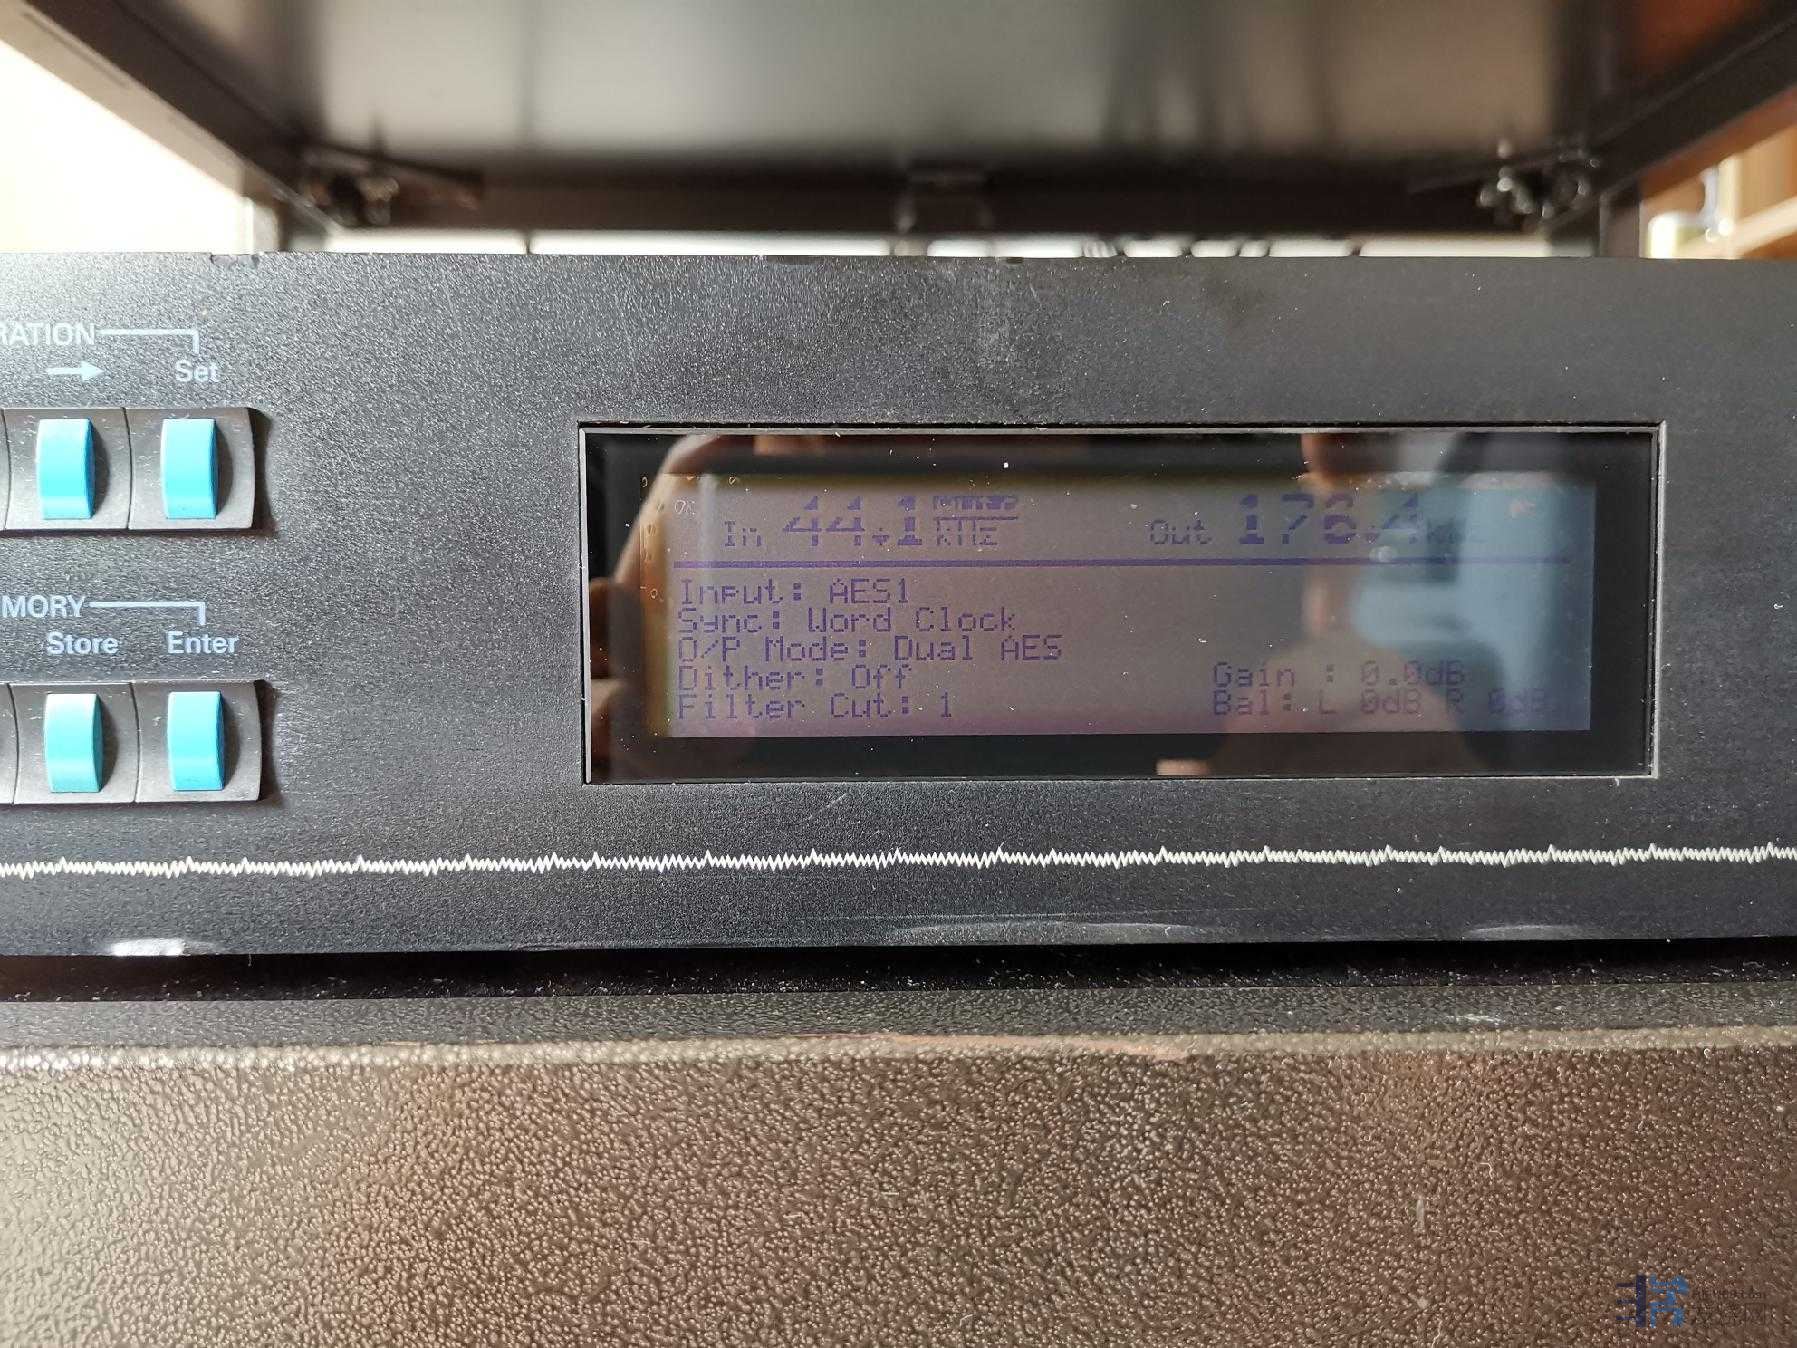 RATION
Set
MORY
Store Enter
In 44.1 kHz Out 176.4 kHz
Input: AES1
Sync: Word Clock
O/P Mode: Dual AES
Dither: Off Gain : 0.0dB
Filter Cut: 1 Bal: L 0dB R 0dB